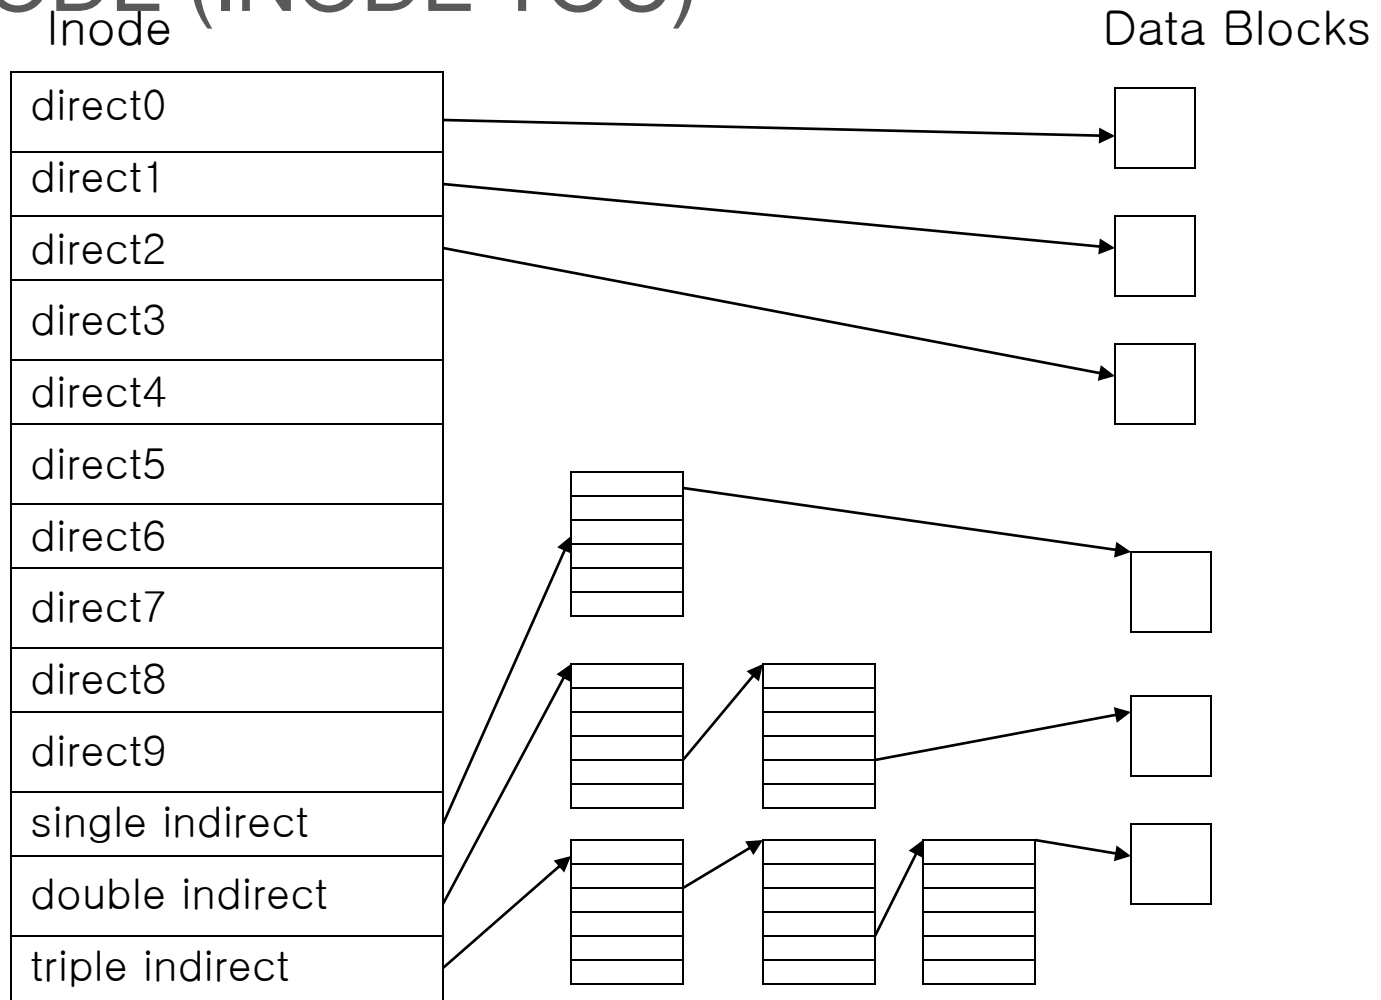 (INODE
Inode
Data Blocks
direct0
direct1
direct2
direct3
direct4
direct5
direct6
direct7
direct8
direct9
single indirect
double indirect
triple indirect